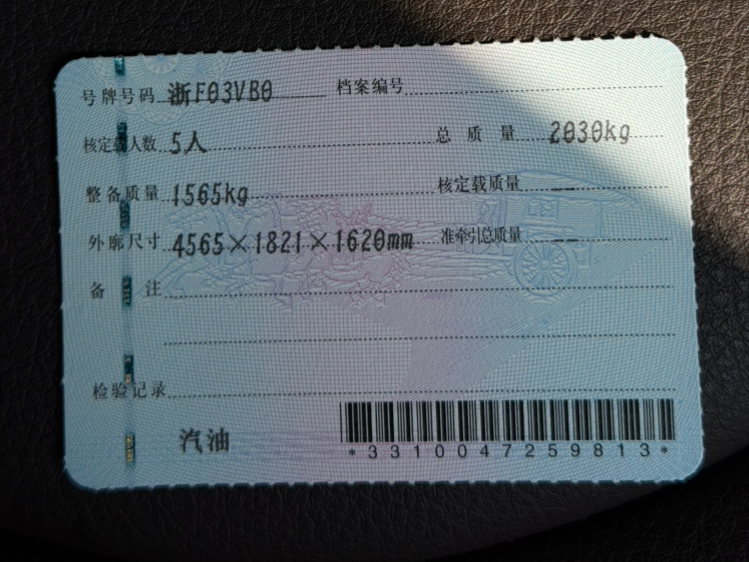 号牌号码 浙F03VB0 档案编号
核定载人数 5人 总质量 2030kg
整备质量 1565kg 核定载质量 --
外廓尺寸 4565×1821×1620mm 准牵引总质量 --
备注
检验记录
汽油
*3310047259813*